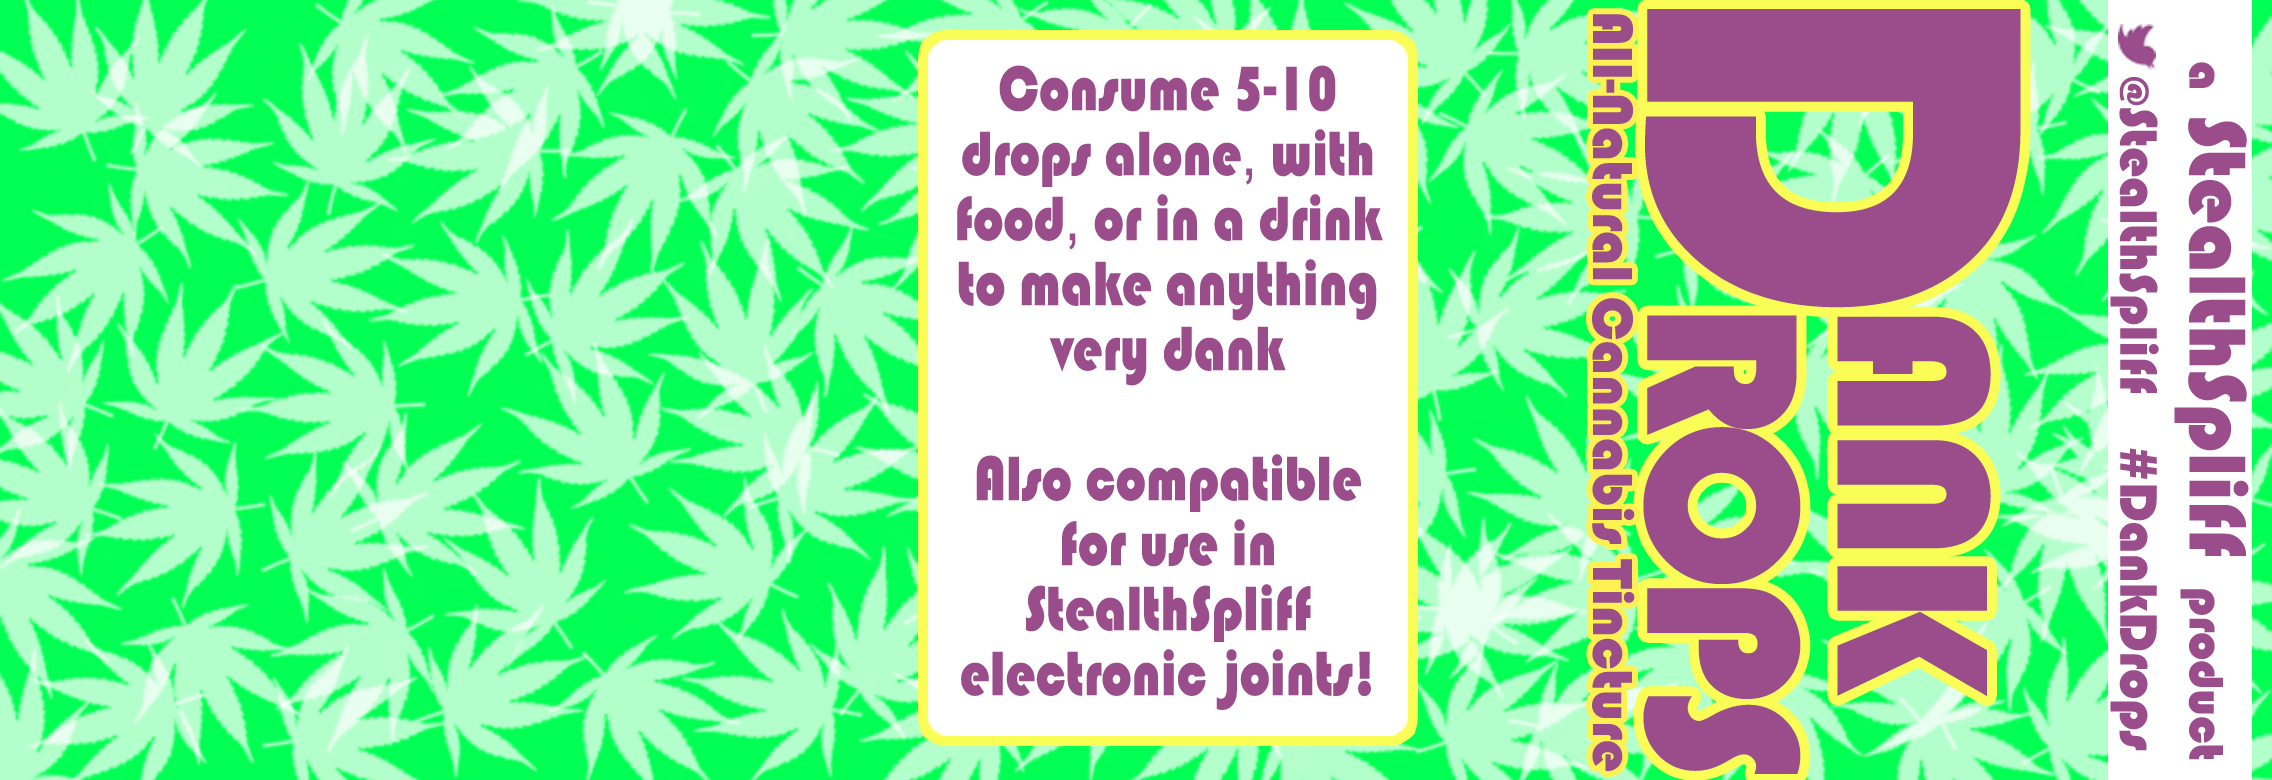 Consume 5-10
drops alone, with
food, or in a drink
to make anything
very dank
Also compatible
for use in
StealthSpliff
electronic joints!
Dank
Drops
All-Natural Cannabis Tincture
a StealthSpliff product
@StealthSpliff #DankDrops